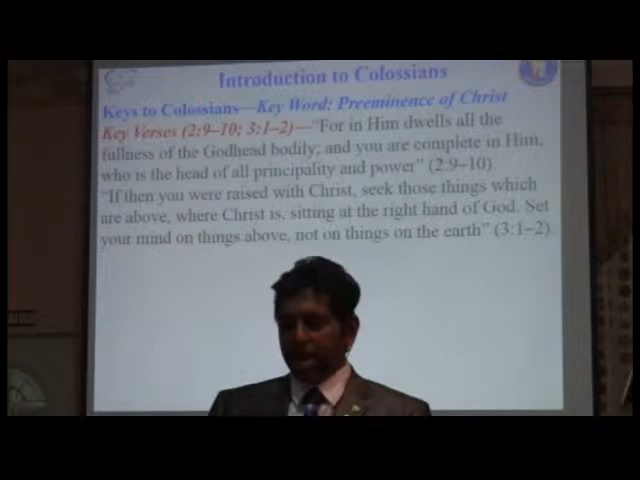 Introduction to Colossians
Keys to Colossians—Key Word: Preeminence of Christ
Key Verses (2:9–10; 3:1–2)—“For in Him dwells all the
fullness of the Godhead bodily; and you are complete in Him,
who is the head of all principality and power” (2:9–10).
“If then you were raised with Christ, seek those things which
are above, where Christ is, sitting at the right hand of God. Set
your mind on things above, not on things on the earth” (3:1–2).